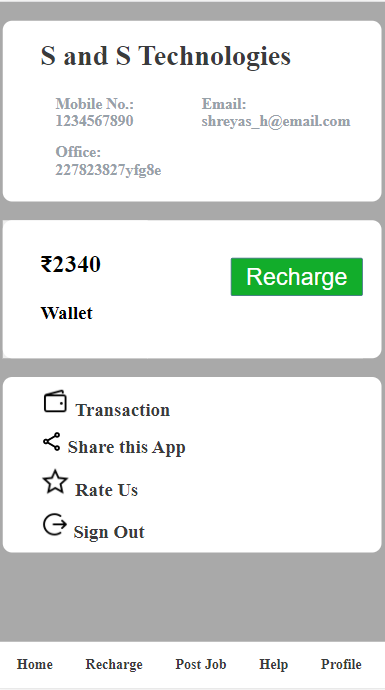 S and S Technologies
Mobile No.: Email:
1234567890 shreyas_h@email.com
Office:
227823827yfg8e
₹2340
Recharge
Wallet
Transaction
Share this App
Rate Us
Sign Out
Home Recharge Post Job Help Profile